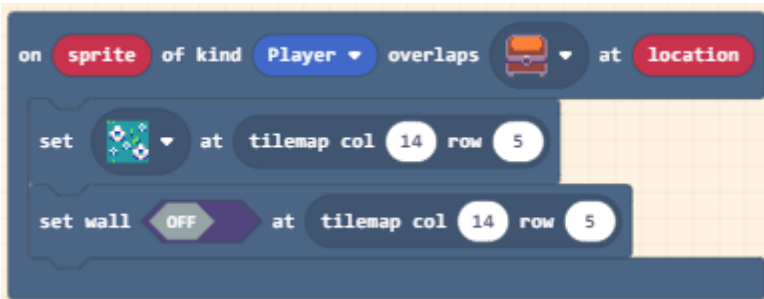 on sprite of kind Player overlaps at location
set at tilemap col 14 row 5
set wall OFF at tilemap col 14 row 5